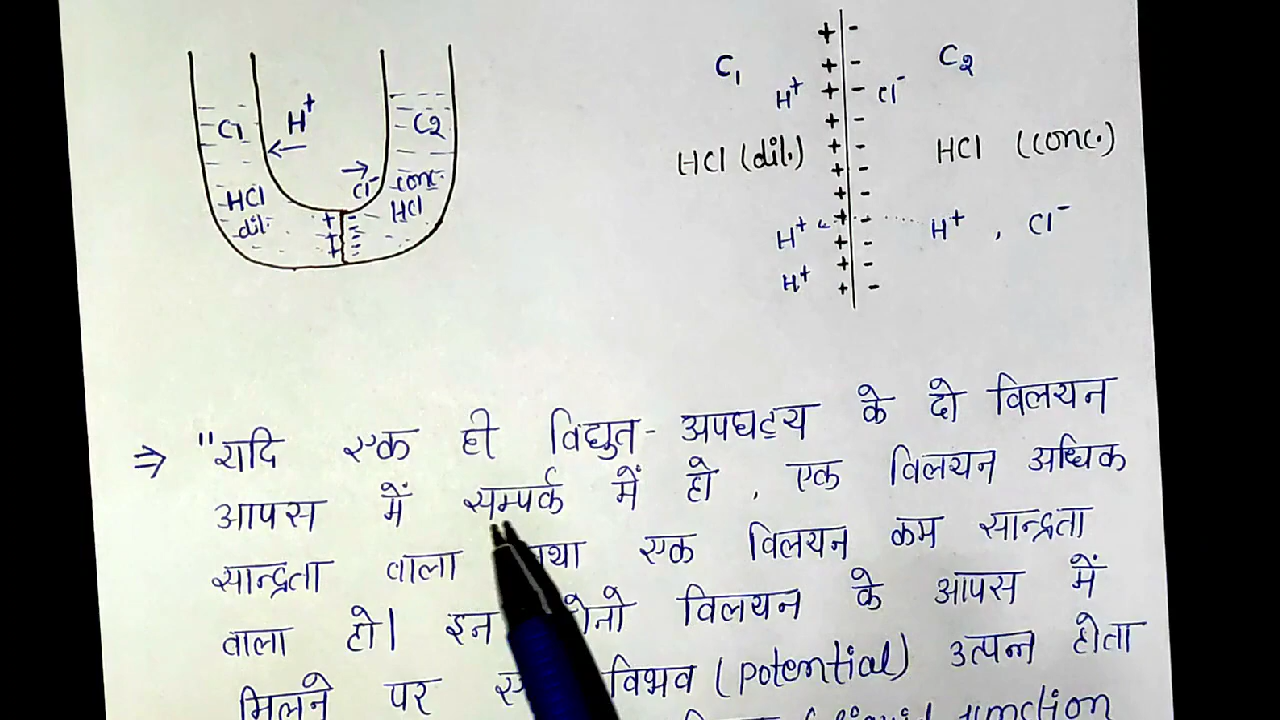 C1 H+ C2
Cl- conc.
HCl HCl
dil.
C1 C2
H+ Cl-
HCl (dil.) HCl (conc.)
H+ H+ , Cl-
H+
⇒ "यदि एक ही विद्युत-अपघट्य के दो विलयन
आपस में सम्पर्क में हो , एक विलयन अधिक
सान्द्रता वाला तथा एक विलयन कम सान्द्रता
वाला हो। इन दोनो विलयन के आपस में
मिलने पर विभव (potential) उत्पन्न होता
junction